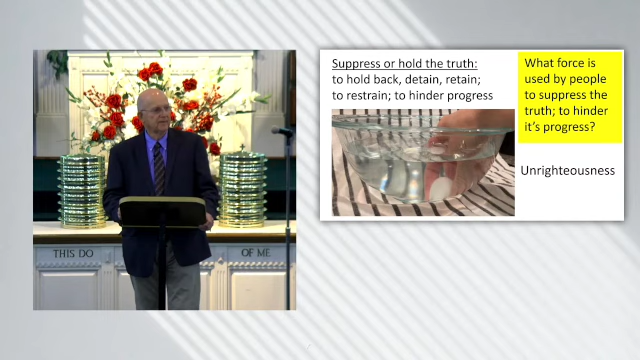 Suppress or hold the truth:
to hold back, detain, retain;
to restrain; to hinder progress
What force is
used by people
to suppress the
truth; to hinder
it's progress?
Unrighteousness
THIS DO
OF ME